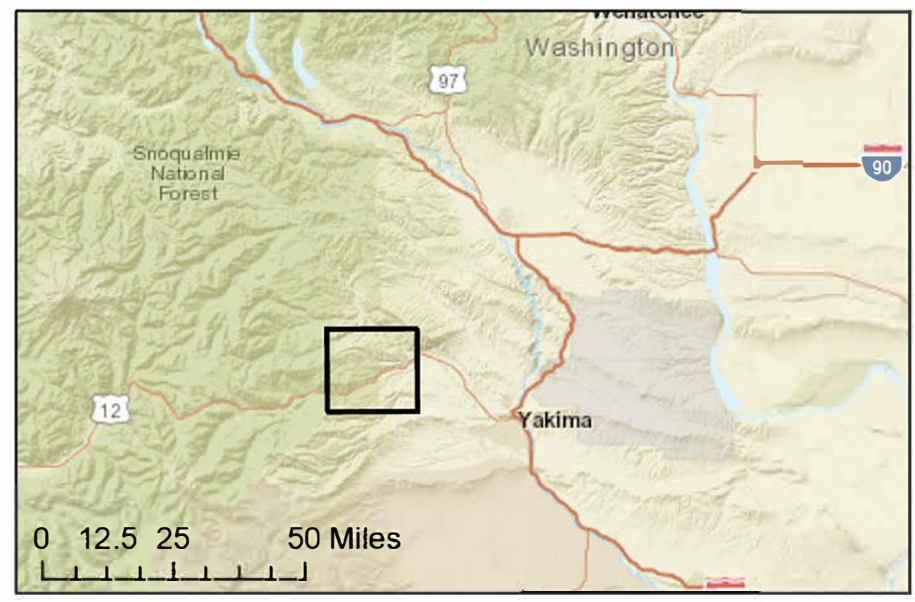 Wenatchee
Washington
97
Snoqualmie
National
Forest
90
12
Yakima
0 12.5 25 50 Miles